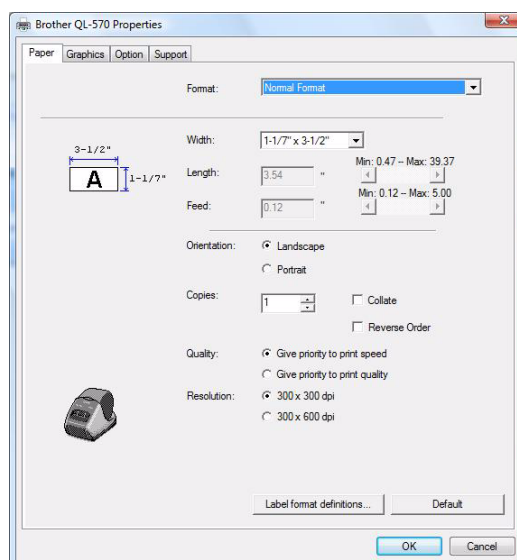 Brother QL-570 Properties
Paper Graphics Option Support
Format: Normal Format
Width: 1-1/7" x 3-1/2"
3-1/2"
A
1-1/7"
Min: 0.47 -- Max: 39.37
Length: 3.54 "
Min: 0.12 -- Max: 5.00
Feed: 0.12 "
Orientation: Landscape
Portrait
Copies: 1 Collate
Reverse Order
Quality: Give priority to print speed
Give priority to print quality
Resolution: 300 x 300 dpi
300 x 600 dpi
Label format definitions... Default
OK Cancel